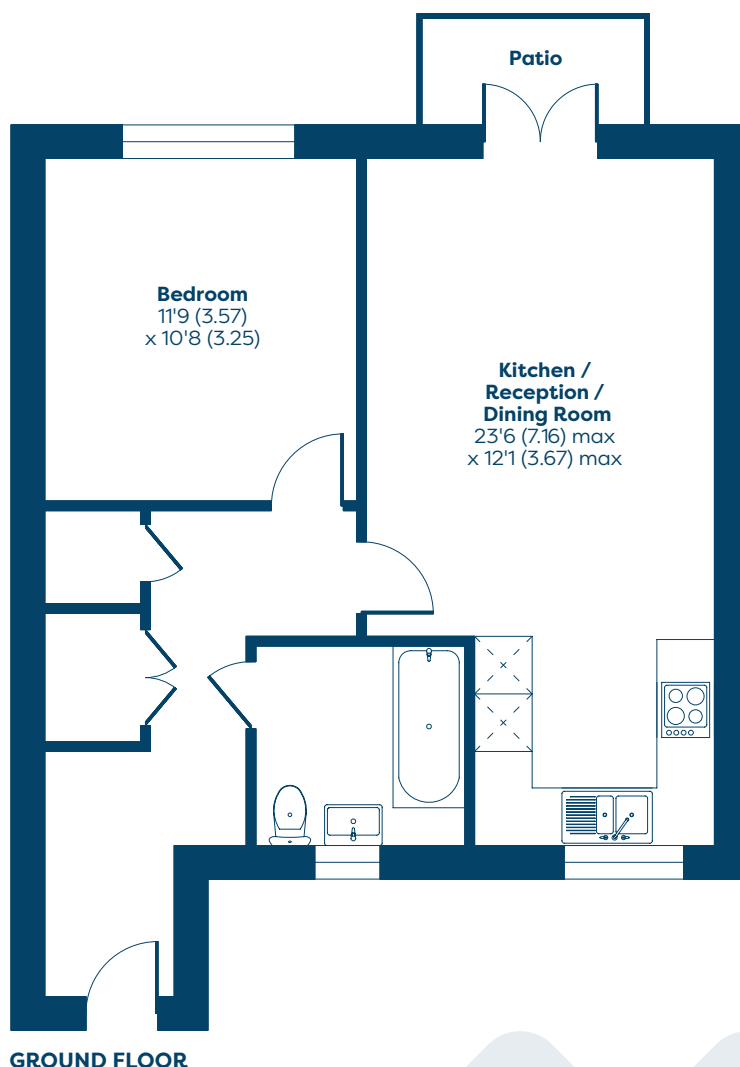 Patio
Bedroom
11'9 (3.57)
x 10'8 (3.25)
Kitchen /
Reception /
Dining Room
23'6 (7.16) max
x 12'1 (3.67) max
GROUND FLOOR